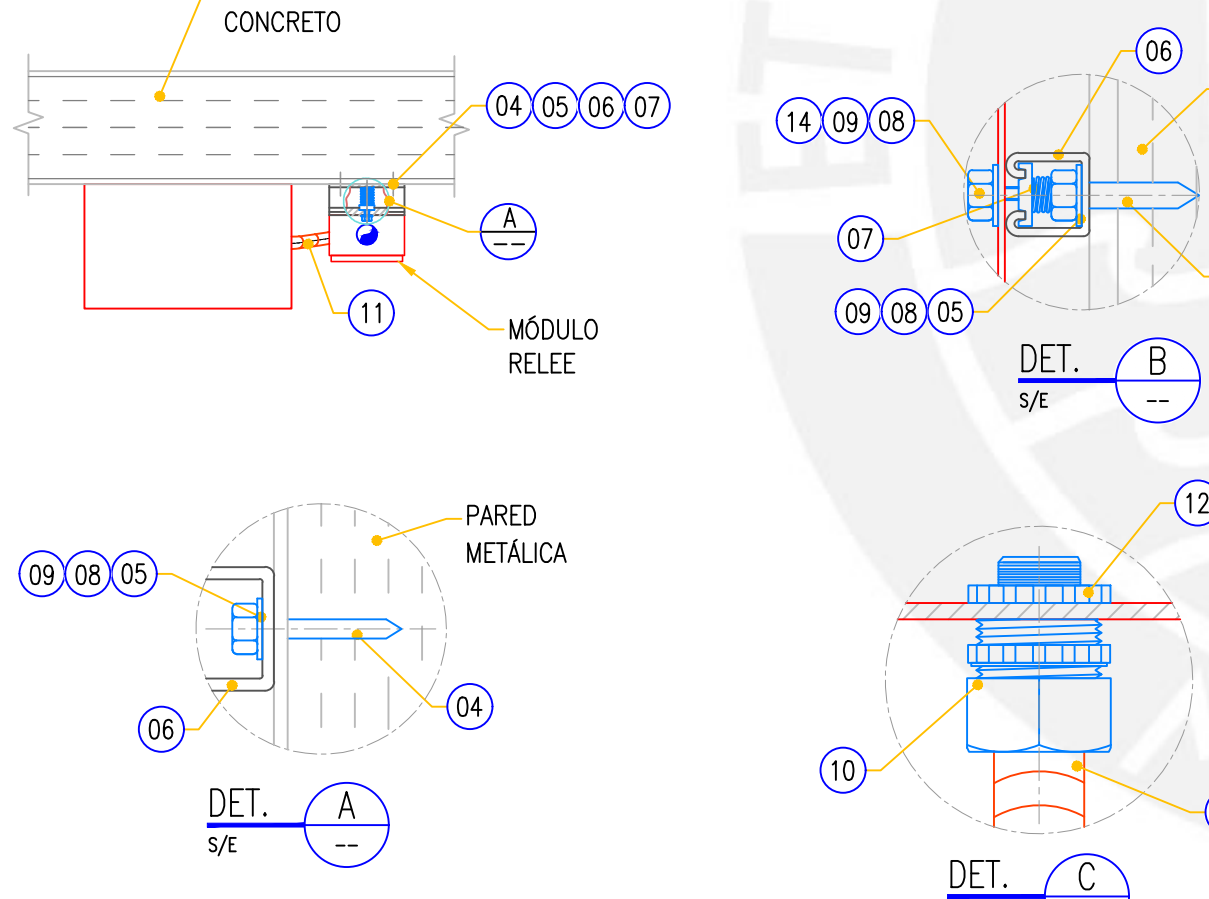 CONCRETO
04 05 06 07
A
--
11
MÓDULO
RELEE
06
14 09 08
07
09 08 05
DET. B
S/E --
PARED
METÁLICA
09 08 05
04
06
DET. A
S/E --
12
10
DET. C
ET